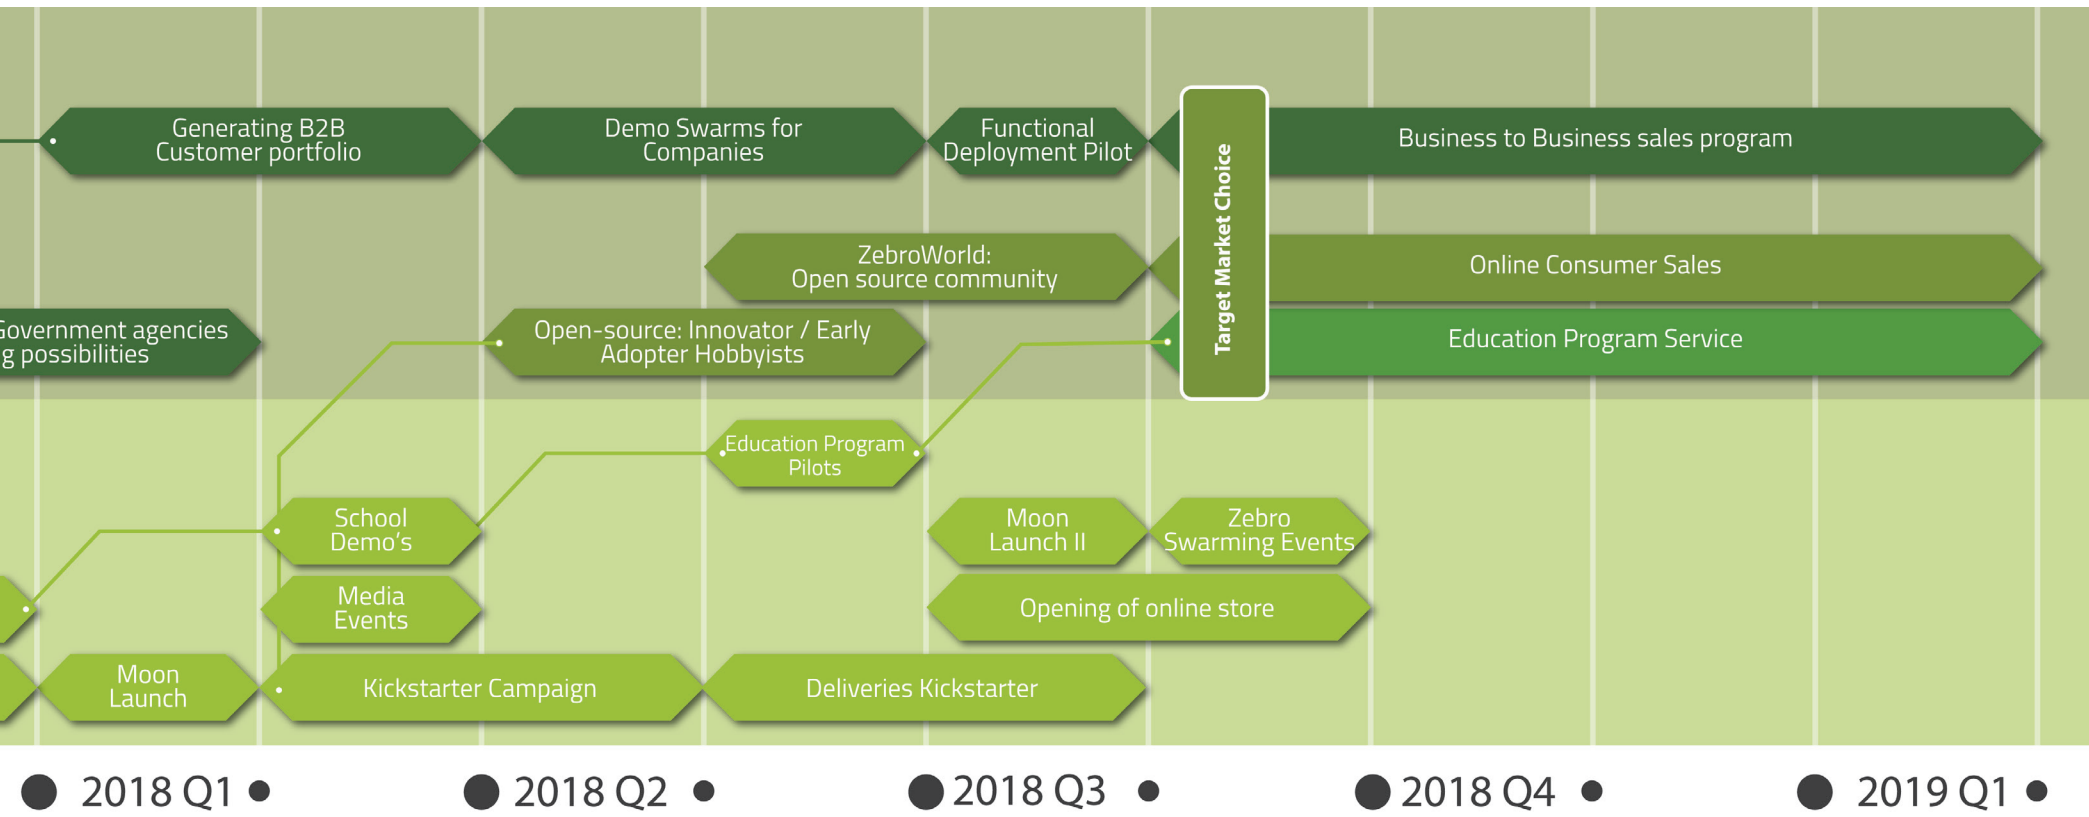 Generating B2B
Customer portfolio
Demo Swarms for
Companies
Functional
Deployment Pilot
Target Market Choice
Business to Business sales program
ZebroWorld:
Open source community
Online Consumer Sales
Government agencies
g possibilities
Open-source: Innovator / Early
Adopter Hobbyists
Education Program Service
Education Program
Pilots
School
Demo's
Moon
Launch II
Zebro
Swarming Events
Media
Events
Opening of online store
Moon
Launch
Kickstarter Campaign
Deliveries Kickstarter
2018 Q1
2018 Q2
2018 Q3
2018 Q4
2019 Q1